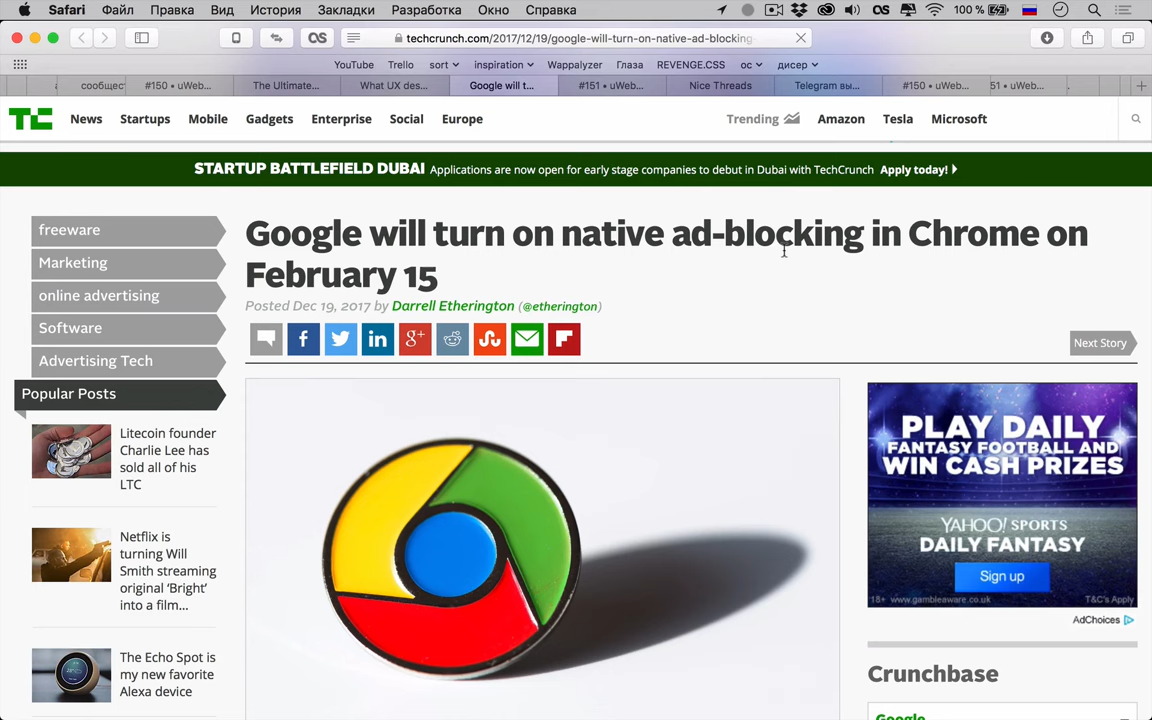 Safari Файл Правка Вид История Закладки Разработка Окно Справка
100 %
techcrunch.com/2017/12/19/google-will-turn-on-native-ad-blocking-
YouTube Trello sort inspiration Wappalyzer Глаза REVENGE.CSS ос дисер
сообщес #150 • uWeb... The Ultimate... What UX des... Google will t... #151 • uWeb... Nice Threads Telegram вы... #150 • uWeb... 51 • uWeb...
TC News Startups Mobile Gadgets Enterprise Social Europe Trending Amazon Tesla Microsoft
STARTUP BATTLEFIELD DUBAI Applications are now open for early stage companies to debut in Dubai with TechCrunch Apply today!
freeware
Marketing
online advertising
Software
Advertising Tech
Popular Posts
Litecoin founder
Charlie Lee has
sold all of his
LTC
Netflix is
turning Will
Smith streaming
original ‘Bright’
into a film...
The Echo Spot is
my new favorite
Alexa device
Google will turn on native ad-blocking in Chrome on
February 15
Posted Dec 19, 2017 by Darrell Etherington (@etherington)
Next Story
PLAY DAILY
FANTASY FOOTBALL AND
WIN CASH PRIZES
YAHOO! SPORTS
DAILY FANTASY
Sign up
18+ www.gambleaware.co.uk T&C's Apply
AdChoices
Crunchbase
Google